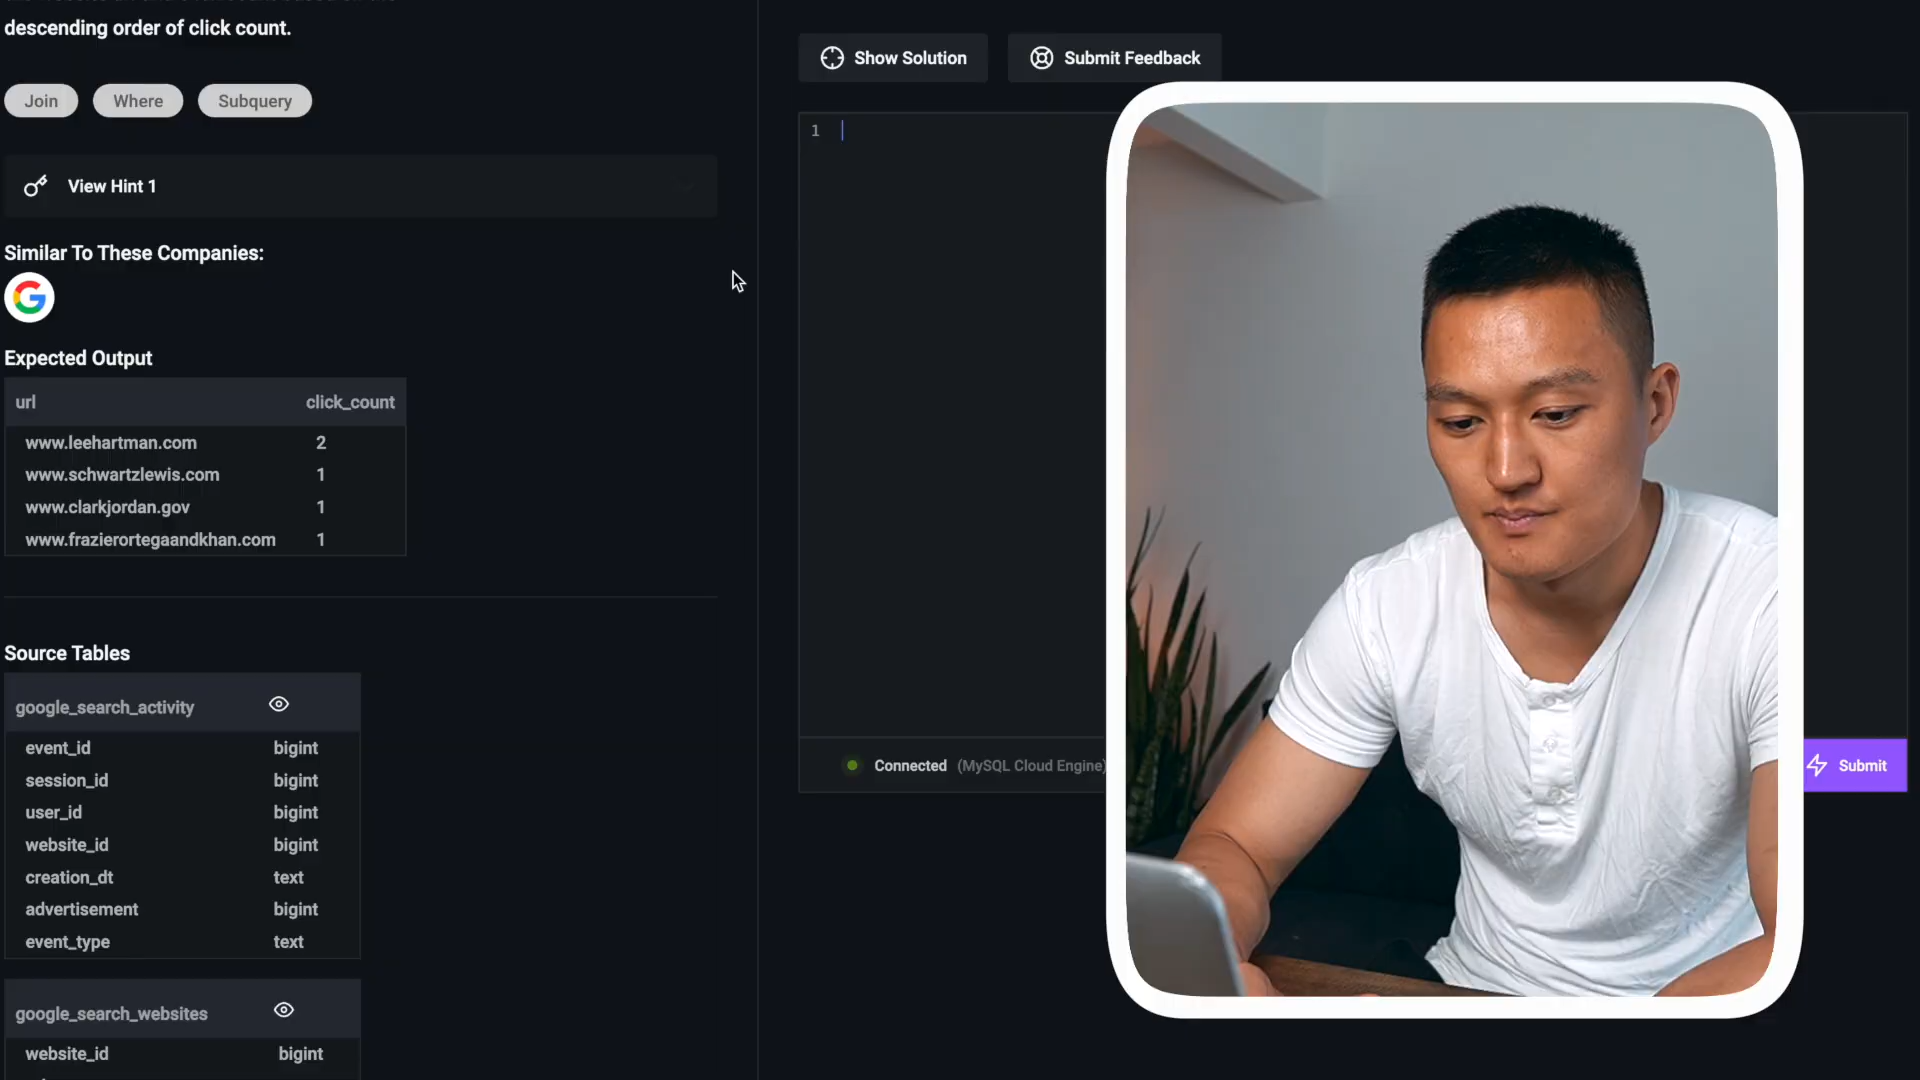 descending order of click count.
Join Where Subquery
View Hint 1
Similar To These Companies:
Expected Output
url click_count
www.leehartman.com 2
www.schwartzlewis.com 1
www.clarkjordan.gov 1
www.frazierortegaandkhan.com 1
Source Tables
google_search_activity
event_id bigint
session_id bigint
user_id bigint
website_id bigint
creation_dt text
advertisement bigint
event_type text
google_search_websites
website_id bigint
Show Solution Submit Feedback
1
Connected (MySQL Cloud Engine)
Submit